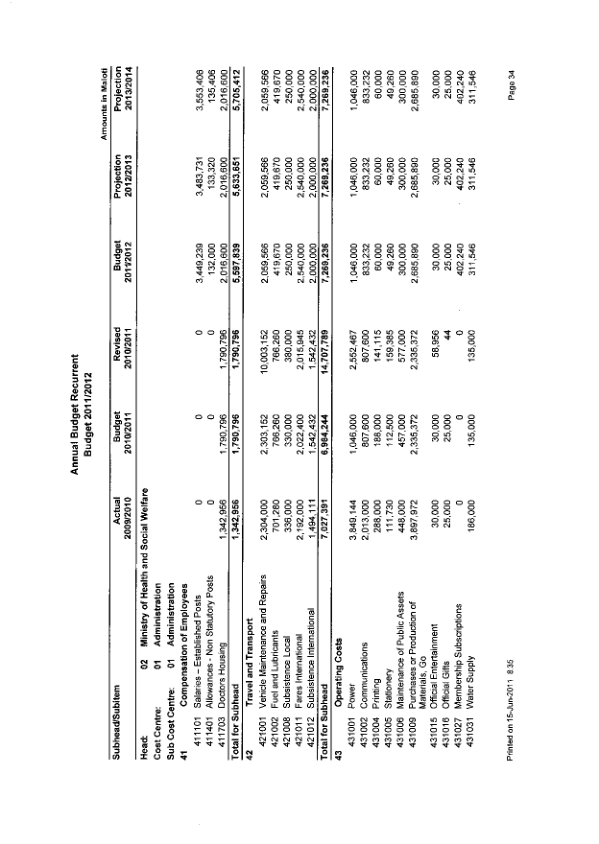 Annual Budget Recurrent
Budget 2011/2012
Amounts in Maloti
Subhead/Subitem Actual 2009/2010 Budget 2010/2011 Revised 2010/2011 Budget 2011/2012 Projection 2012/2013 Projection 2013/2014
Head: 02 Ministry of Health and Social Welfare
Cost Centre: 01 Administration
Sub Cost Centre: 01 Administration
41 Compensation of Employees
411101 Salaries – Established Posts 0 0 0 3,449,239 3,483,731 3,553,406
411401 Allowances - Non Statutory Posts 0 0 0 132,000 133,320 135,406
411703 Doctors Housing 1,342,956 1,790,796 1,790,796 2,016,600 2,016,600 2,016,600
Total for Subhead 1,342,956 1,790,796 1,790,796 5,597,839 5,633,651 5,705,412
42 Travel and Transport
421001 Vehicle Maintenance and Repairs 2,304,000 2,303,152 10,003,152 2,059,566 2,059,566 2,059,566
421002 Fuel and Lubricants 701,280 766,260 766,260 419,670 419,670 419,670
421008 Subsistence Local 336,000 330,000 380,000 250,000 250,000 250,000
421011 Fares International 2,192,000 2,022,400 2,015,945 2,540,000 2,540,000 2,540,000
421012 Subsistence International 1,494,111 1,542,432 1,542,432 2,000,000 2,000,000 2,000,000
Total for Subhead 7,027,391 6,964,244 14,707,789 7,269,236 7,269,236 7,269,236
43 Operating Costs
431001 Power 3,849,144 1,046,000 2,552,467 1,046,000 1,046,000 1,046,000
431002 Communications 2,013,000 807,600 807,600 833,232 833,232 833,232
431004 Printing 288,000 188,000 141,115 60,000 60,000 60,000
431005 Stationery 111,730 112,500 159,385 49,260 49,260 49,260
431006 Maintenance of Public Assets 448,000 457,000 577,000 300,000 300,000 300,000
431009 Purchases or Production of 3,897,972 2,335,372 2,335,372 2,685,890 2,685,890 2,685,890
Materials, Go
431015 Official Entertainment 30,000 30,000 58,956 30,000 30,000 30,000
431016 Official Gifts 25,000 25,000 44 25,000 25,000 25,000
431027 Membership Subscriptions 0 0 0 402,240 402,240 402,240
431031 Water Supply 186,000 135,000 135,000 311,546 311,546 311,546
Printed on 15-Jun-2011 8 35
Page 34